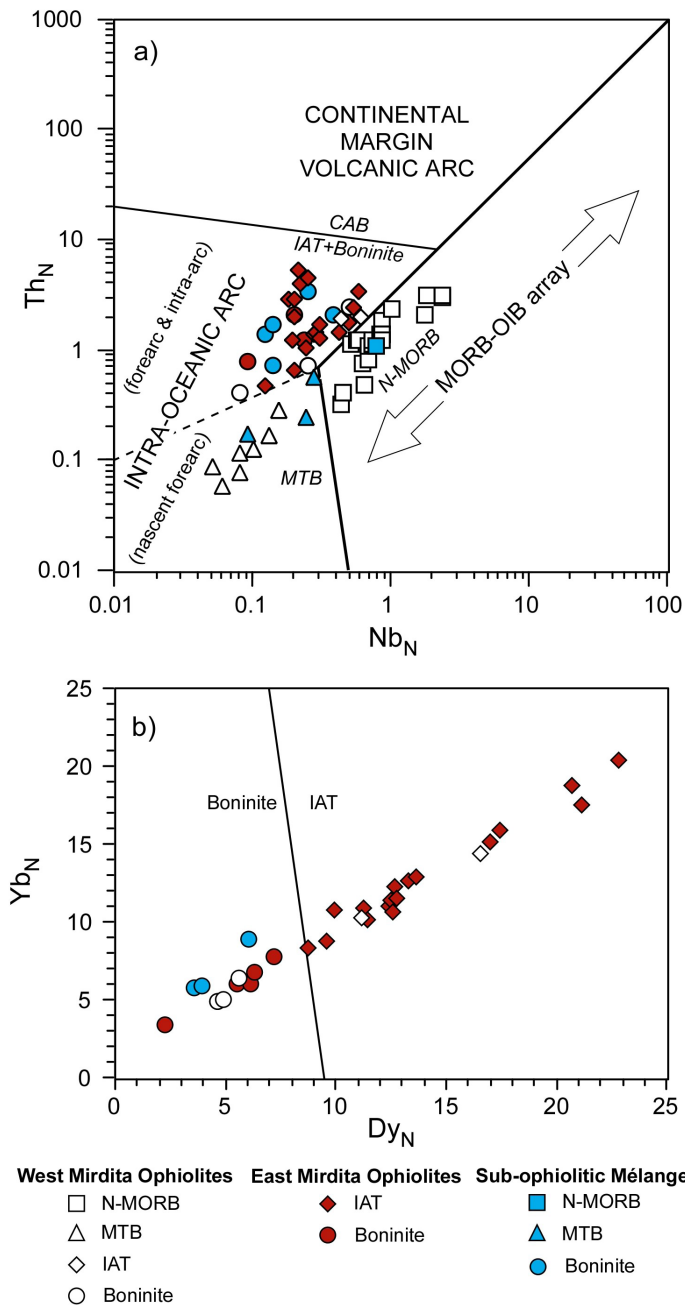 a)
1000
100
10
1
0.1
0.01
Th_N
CONTINENTAL
MARGIN
VOLCANIC ARC
CAB
IAT+Boninite
(forearc & intra-arc)
INTRA-OCEANIC ARC
(nascent forearc)
MTB
N-MORB
MORB-OIB array
0.01
0.1
1
10
100
Nb_N
b)
25
20
15
10
5
0
Yb_N
Boninite
IAT
0
5
10
15
20
25
Dy_N
West Mirdita Ophiolites
N-MORB
MTB
IAT
Boninite
East Mirdita Ophiolites
IAT
Boninite
Sub-ophiolitic Mélange
N-MORB
MTB
Boninite